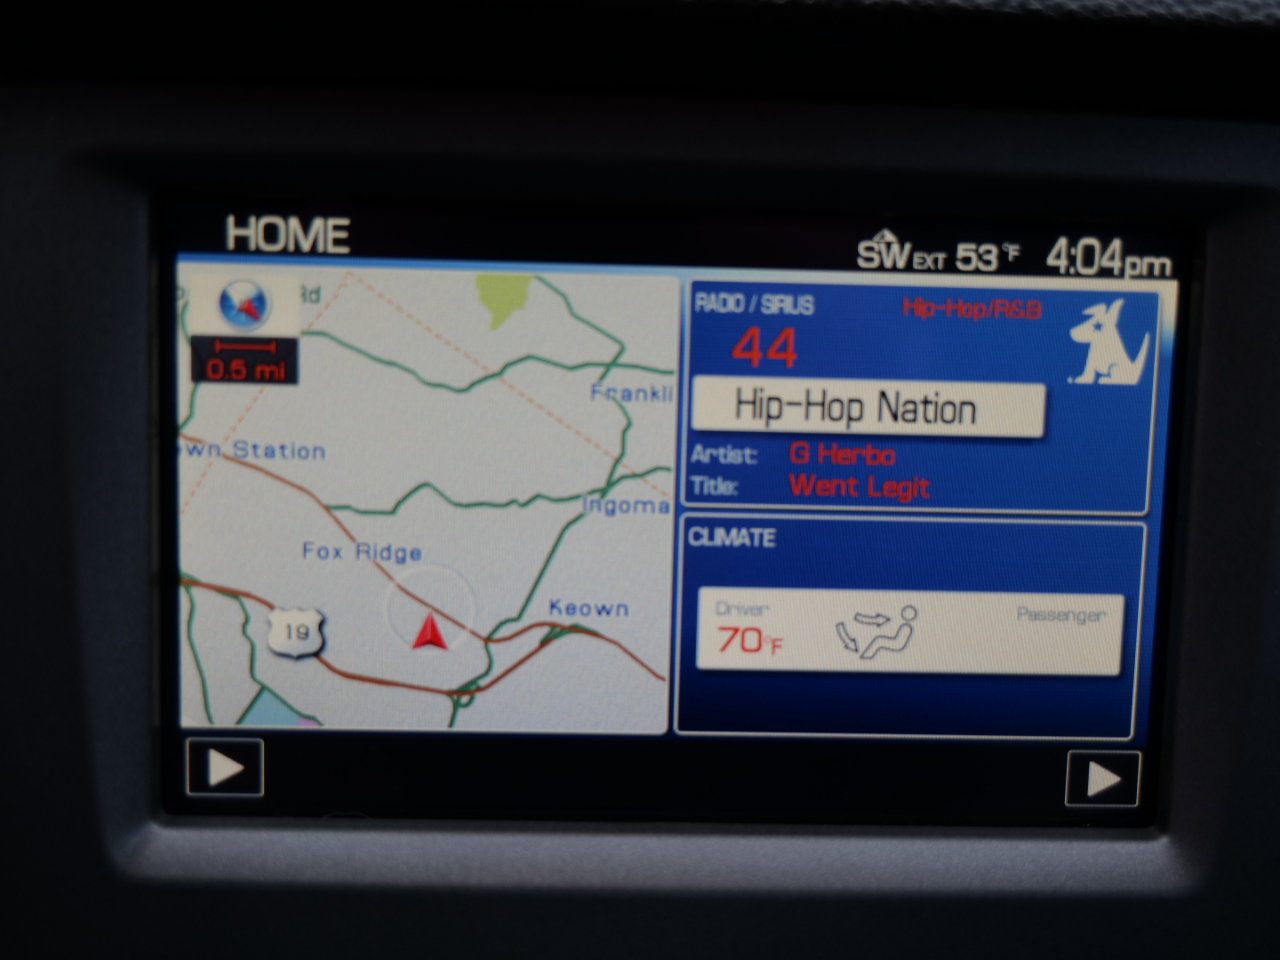 HOME
SW EXT 53°F 4:04pm
Rd
0.5 mi
Frankli
own Station
Ingoma
Fox Ridge
Keown
19
RADIO / SIRIUS Hip-Hop/R&B
44
Hip-Hop Nation
Artist: G Herbo
Title: Went Legit
CLIMATE
Driver Passenger
70°F